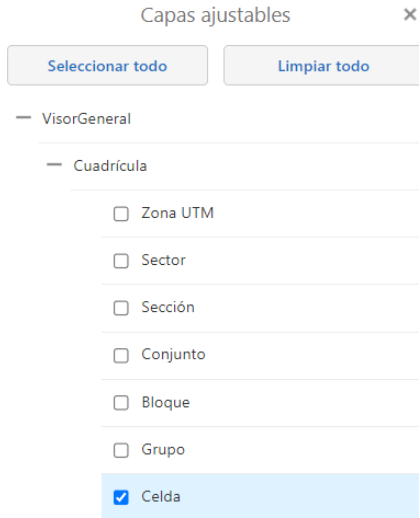 Capas ajustables
Seleccionar todo Limpiar todo
VisorGeneral
Cuadrícula
Zona UTM
Sector
Sección
Conjunto
Bloque
Grupo
Celda